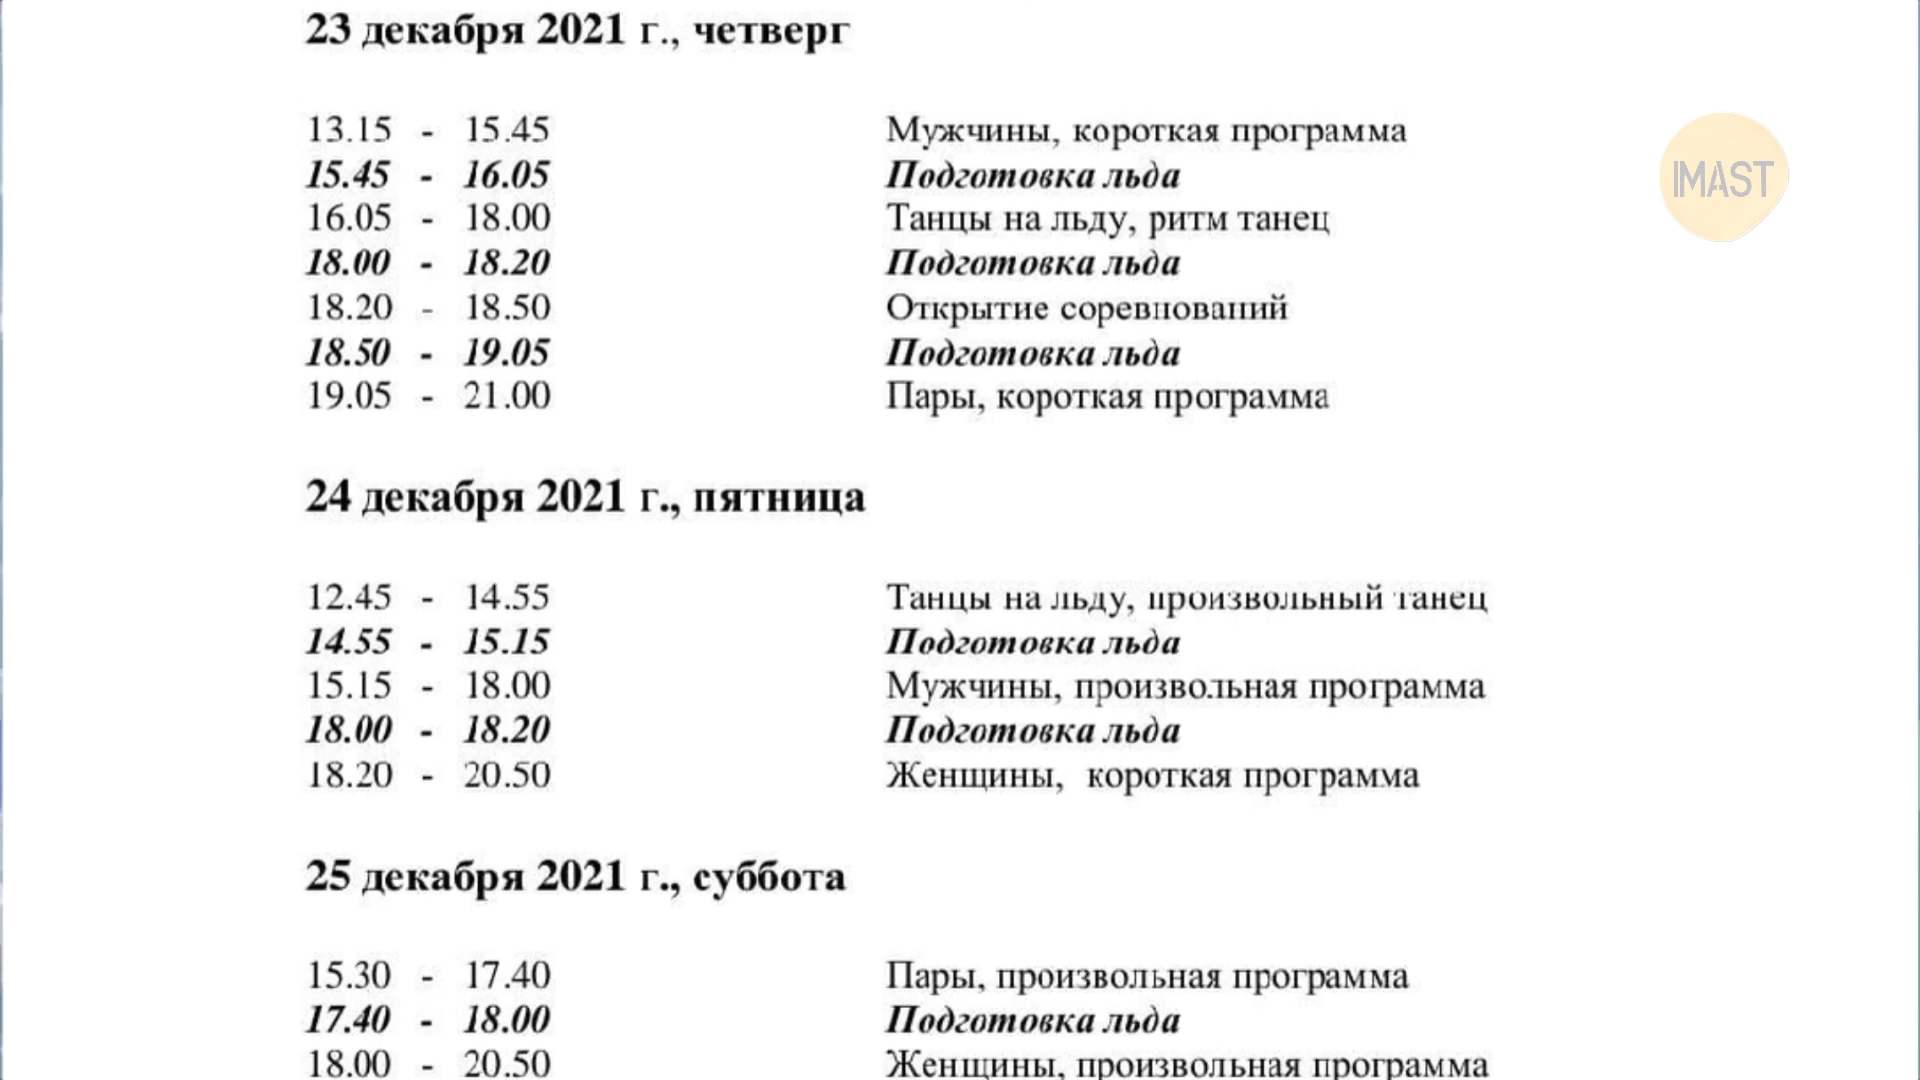 23 декабря 2021 г., четверг
13.15 - 15.45 Мужчины, короткая программа
IMAST
15.45 - 16.05 Подготовка льда
16.05 - 18.00 Танцы на льду, ритм танец
18.00 - 18.20 Подготовка льда
18.20 - 18.50 Открытие соревнований
18.50 - 19.05 Подготовка льда
19.05 - 21.00 Пары, короткая программа
24 декабря 2021 г., пятница
12.45 - 14.55 Танцы на льду, произвольный танец
14.55 - 15.15 Подготовка льда
15.15 - 18.00 Мужчины, произвольная программа
18.00 - 18.20 Подготовка льда
18.20 - 20.50 Женщины, короткая программа
25 декабря 2021 г., суббота
15.30 - 17.40 Пары, произвольная программа
17.40 - 18.00 Подготовка льда
18.00 - 20.50 Женщины, произвольная программа